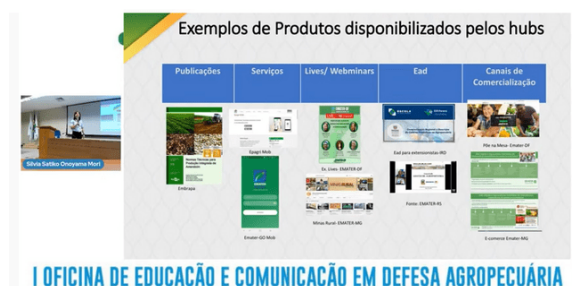 Exemplos de Produtos disponibilizados pelos hubs
Publicações
Serviços
Lives/ Webminars
Ead
Canais de
Comercialização
Silvia Satiko Onoyama Mori
Embrapa
Epagri Mob
Emater-GO Mob
Ex. Lives- EMATER-DF
Minas Rural- EMATER-MG
Ead para extensionistas-IRD
Fonte: EMATER-RS
Põe na Mesa- Emater-DF
E-comerce Emater-MG
I OFICINA DE EDUCAÇÃO E COMUNICAÇÃO EM DEFESA AGROPECUÁRIA